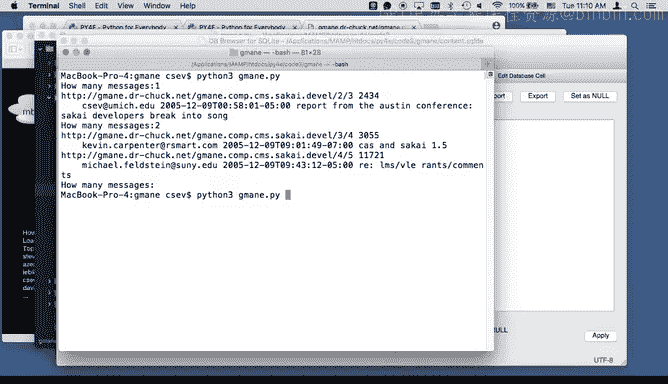 Terminal Shell Edit View Window Help
Tue 11:10 AM
PY4E - Python for Everybody
PY4E - Python for Everybody
gmane.dr-chuck.net/gmane.comp
DB Browser for SQLite - /Applications/MAMP/htdocs/py4e/code3/gmane/content.sqlite
gmane — -bash — 81×28
/Applications/MAMP/htdocs/py4e/code3/gmane — -bash
Edit Database Cell
Export
Set as NULL
MacBook-Pro-4:gmane csev$ python3 gmane.py
How many messages:1
http://gmane.dr-chuck.net/gmane.comp.cms.sakai.devel/2/3 2434
csev@umich.edu 2005-12-09T00:58:01-05:00 report from the austin conference:
sakai developers break into song
How many messages:2
http://gmane.dr-chuck.net/gmane.comp.cms.sakai.devel/3/4 3055
kevin.carpenter@rsmart.com 2005-12-09T09:01:49-07:00 cas and sakai 1.5
http://gmane.dr-chuck.net/gmane.comp.cms.sakai.devel/4/5 11721
michael.feldstein@suny.edu 2005-12-09T09:43:12-05:00 re: lms/vle rants/commen
ts
How many messages:
MacBook-Pro-4:gmane csev$ python3 gmane.py
NULL
Apply
UTF-8